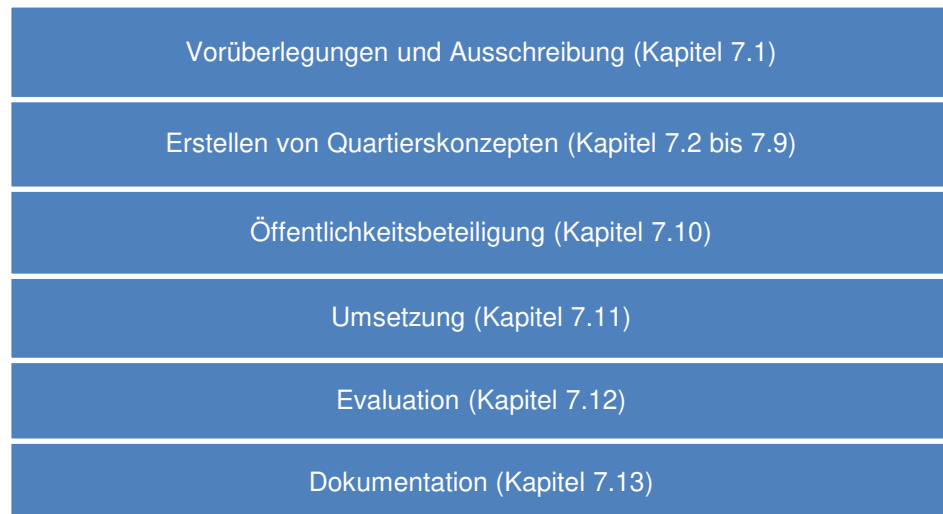 Vorüberlegungen und Ausschreibung (Kapitel 7.1)
Erstellen von Quartierskonzepten (Kapitel 7.2 bis 7.9)
Öffentlichkeitsbeteiligung (Kapitel 7.10)
Umsetzung (Kapitel 7.11)
Evaluation (Kapitel 7.12)
Dokumentation (Kapitel 7.13)